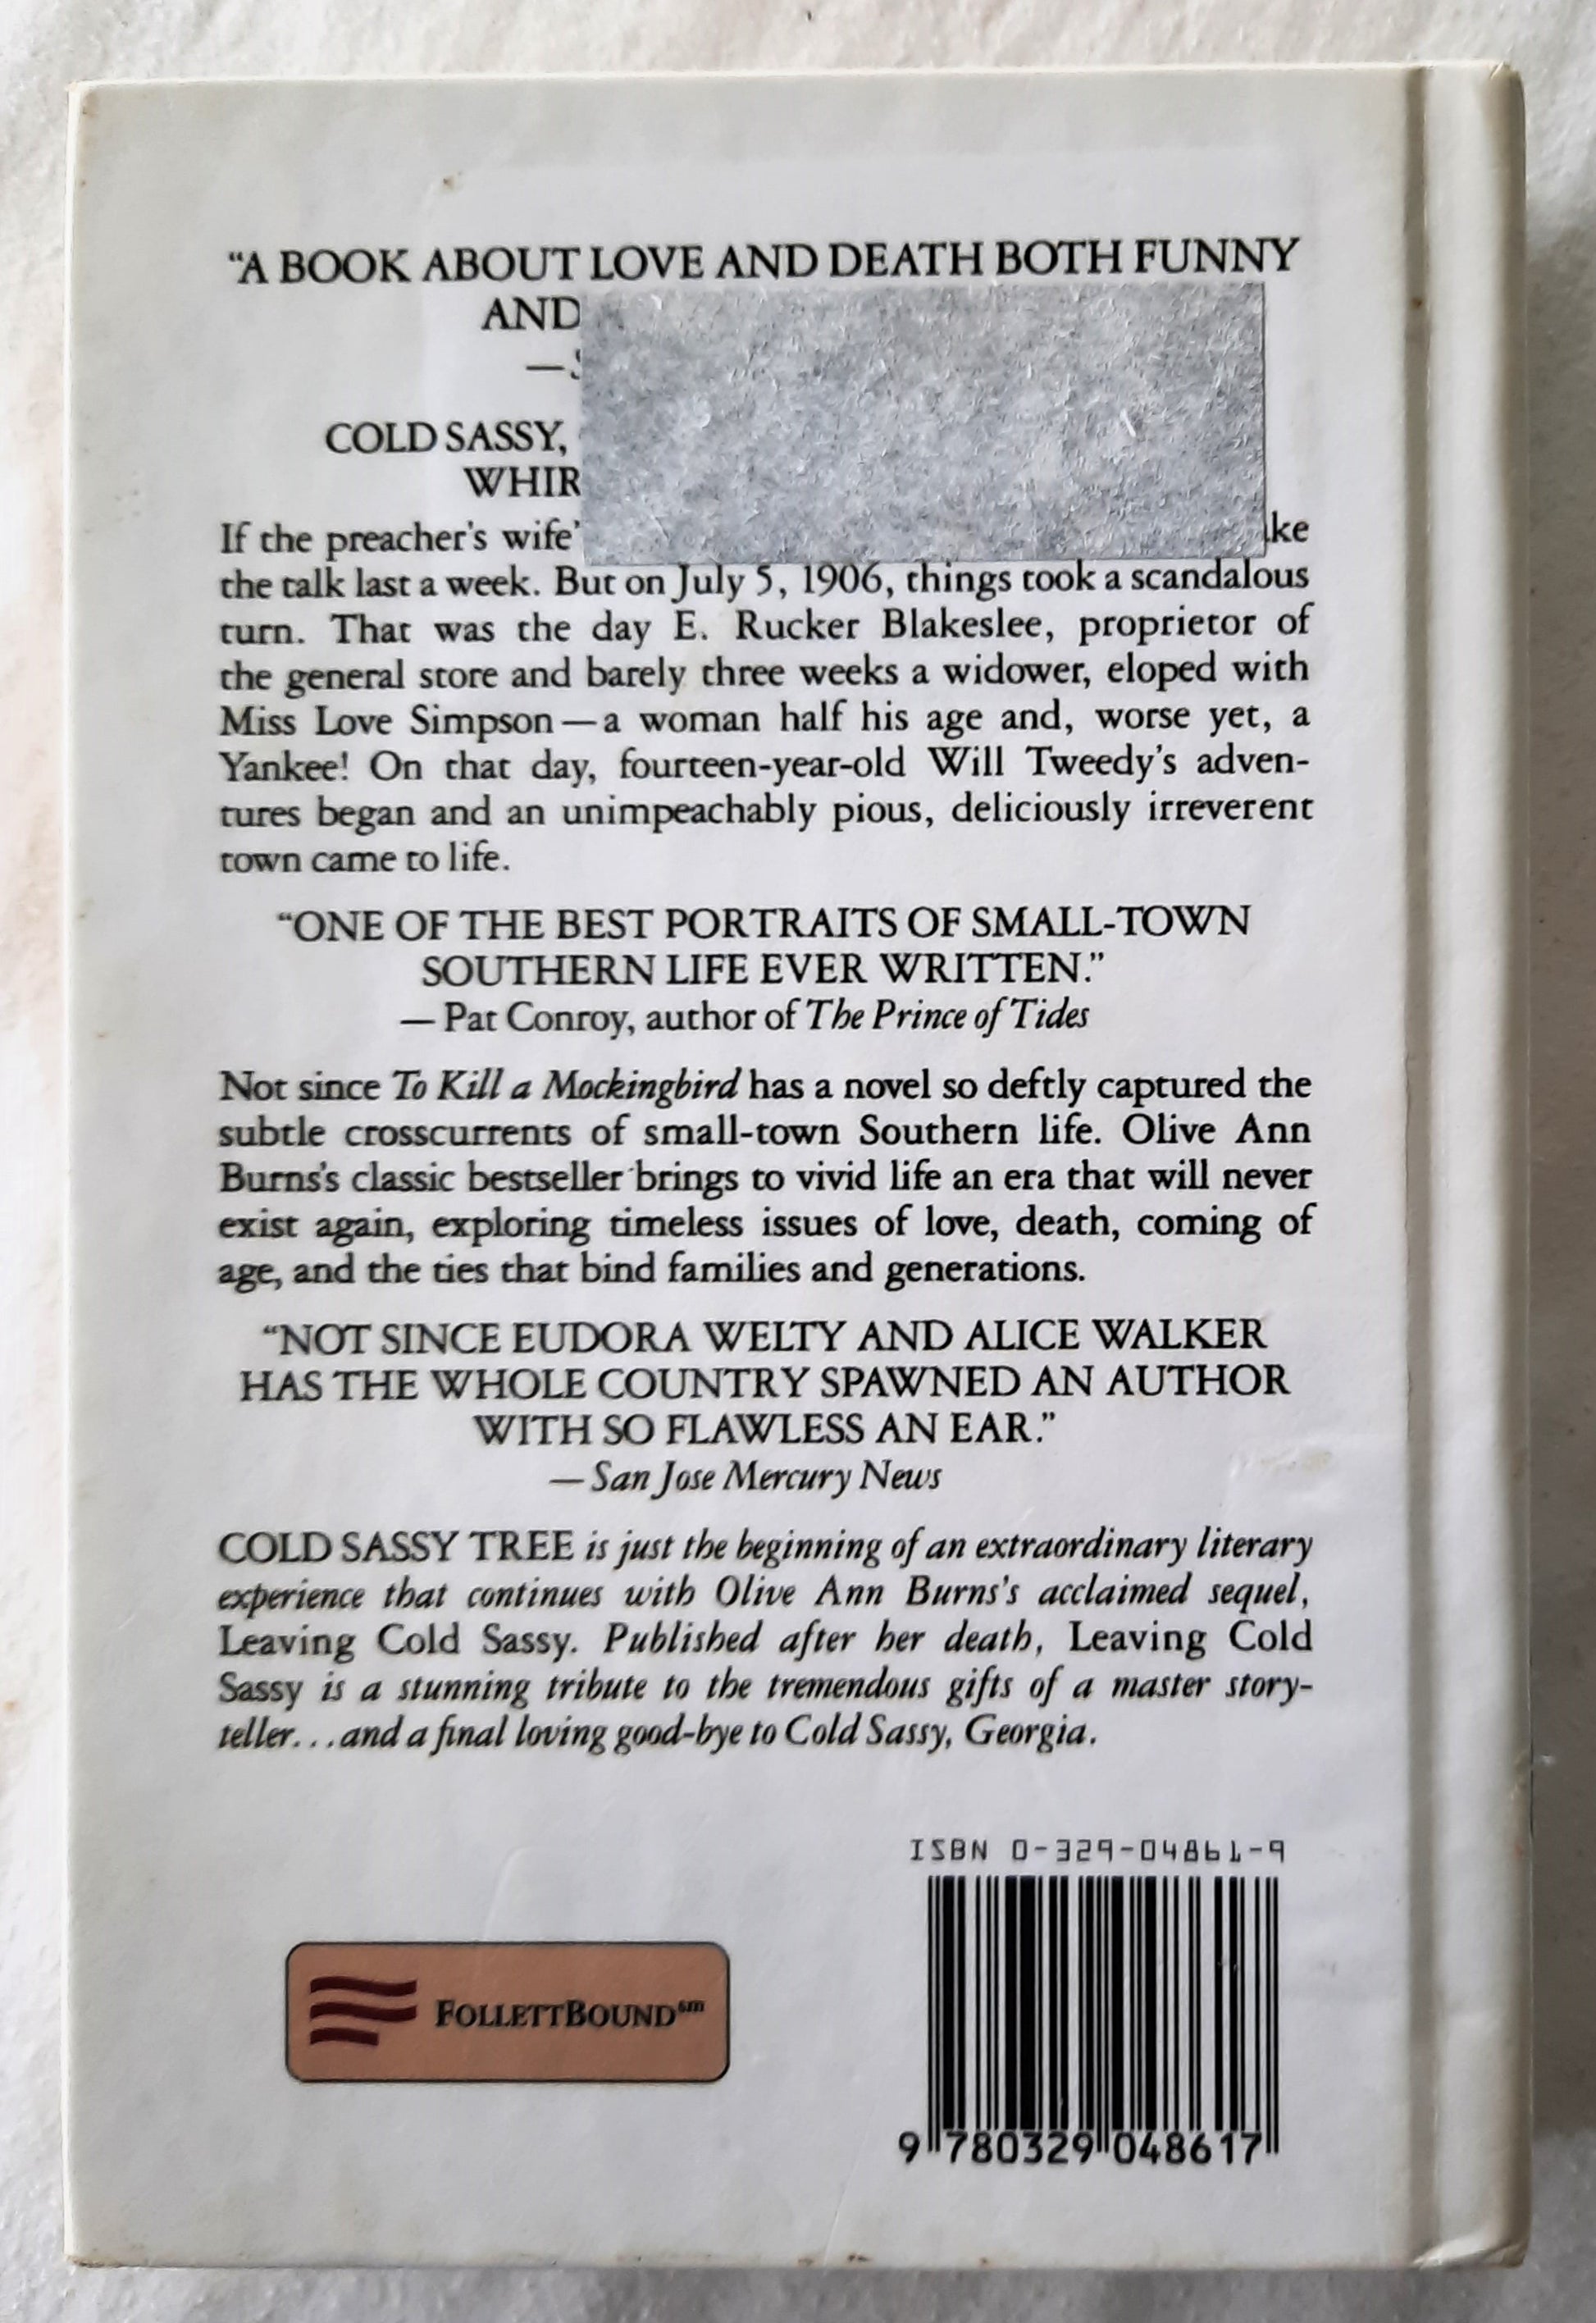 “A BOOK ABOUT LOVE AND DEATH BOTH FUNNY
AND
—
COLD SASSY,
WHIR
If the preacher's wife' ke
the talk last a week. But on July 5, 1906, things took a scandalous
turn. That was the day E. Rucker Blakeslee, proprietor of
the general store and barely three weeks a widower, eloped with
Miss Love Simpson—a woman half his age and, worse yet, a
Yankee! On that day, fourteen-year-old Will Tweedy's adven-
tures began and an unimpeachably pious, deliciously irreverent
town came to life.
“ONE OF THE BEST PORTRAITS OF SMALL-TOWN
SOUTHERN LIFE EVER WRITTEN.”
— Pat Conroy, author of The Prince of Tides
Not since To Kill a Mockingbird has a novel so deftly captured the
subtle crosscurrents of small-town Southern life. Olive Ann
Burns's classic bestseller brings to vivid life an era that will never
exist again, exploring timeless issues of love, death, coming of
age, and the ties that bind families and generations.
“NOT SINCE EUDORA WELTY AND ALICE WALKER
HAS THE WHOLE COUNTRY SPAWNED AN AUTHOR
WITH SO FLAWLESS AN EAR.”
— San Jose Mercury News
COLD SASSY TREE is just the beginning of an extraordinary literary
experience that continues with Olive Ann Burns's acclaimed sequel,
Leaving Cold Sassy. Published after her death, Leaving Cold
Sassy is a stunning tribute to the tremendous gifts of a master story-
teller...and a final loving good-bye to Cold Sassy, Georgia.
ISBN 0-329-04861-9
FOLLETTBOUND℠
9 780329 048617